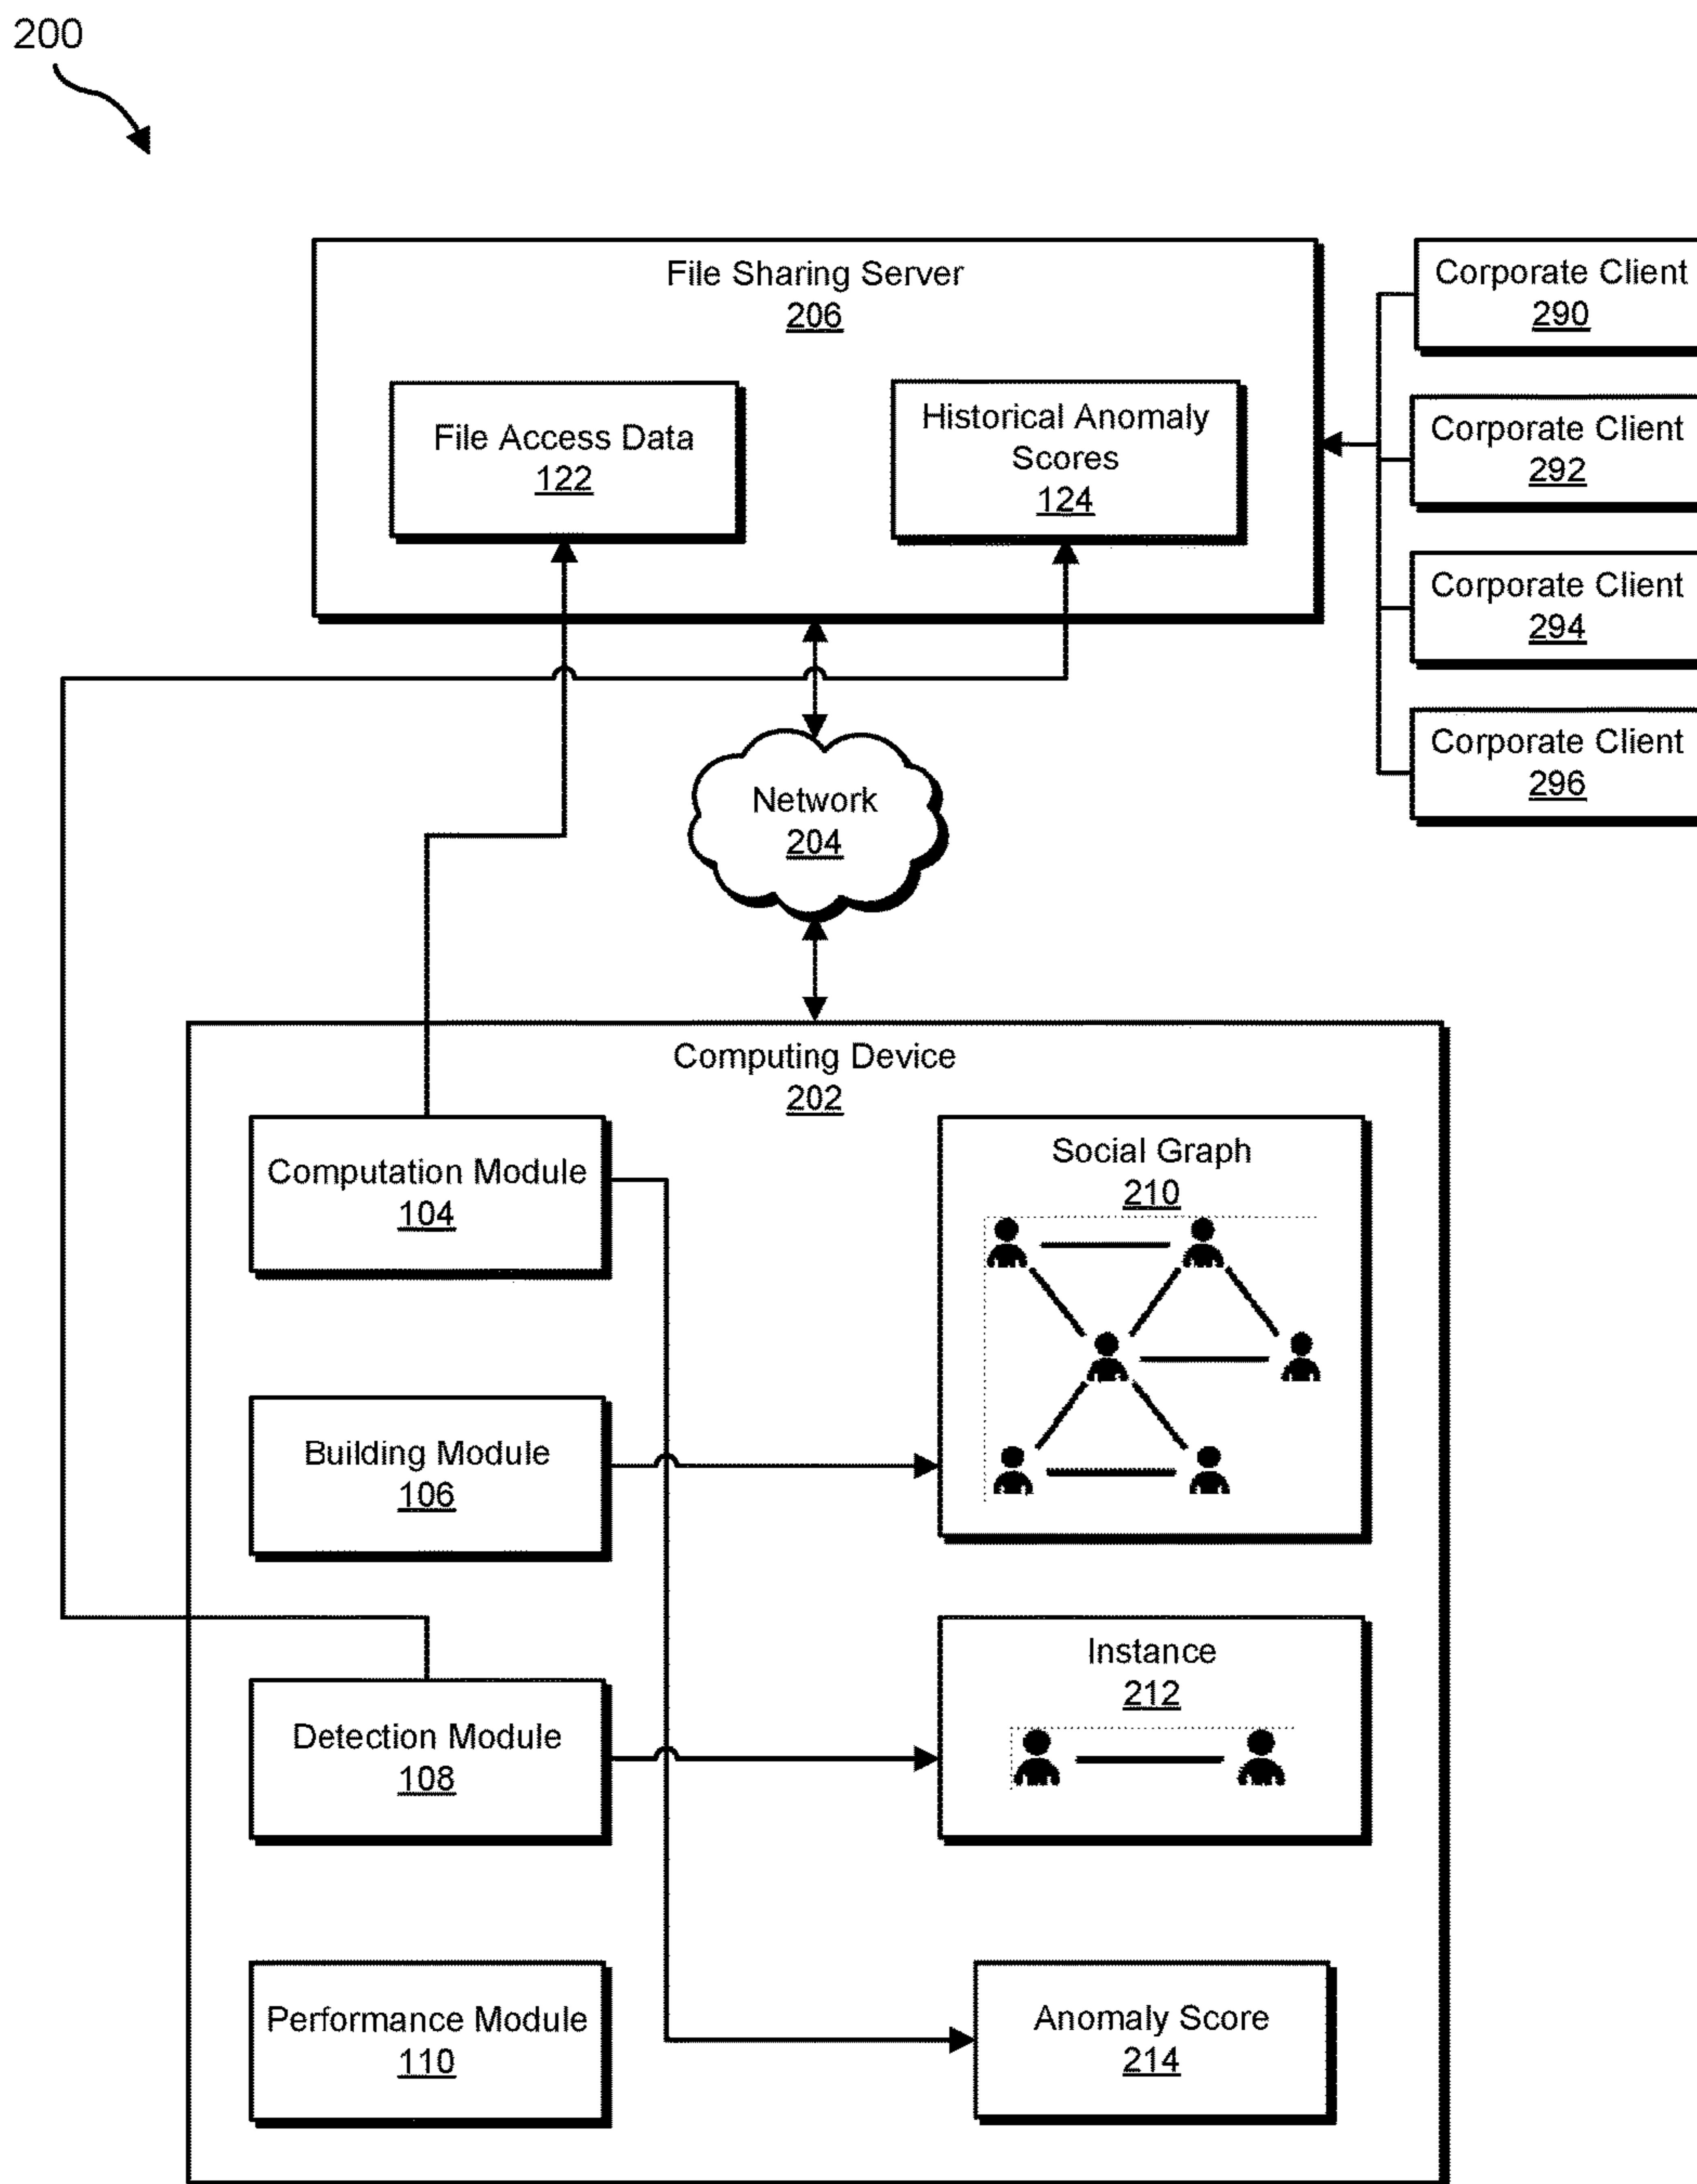 200
File Sharing Server
206
File Access Data
122
Historical Anomaly
Scores
124
Corporate Client
290
Corporate Client
292
Corporate Client
294
Corporate Client
296
Network
204
Computing Device
202
Computation Module
104
Social Graph
210
Building Module
106
Instance
212
Detection Module
108
Performance Module
110
Anomaly Score
214